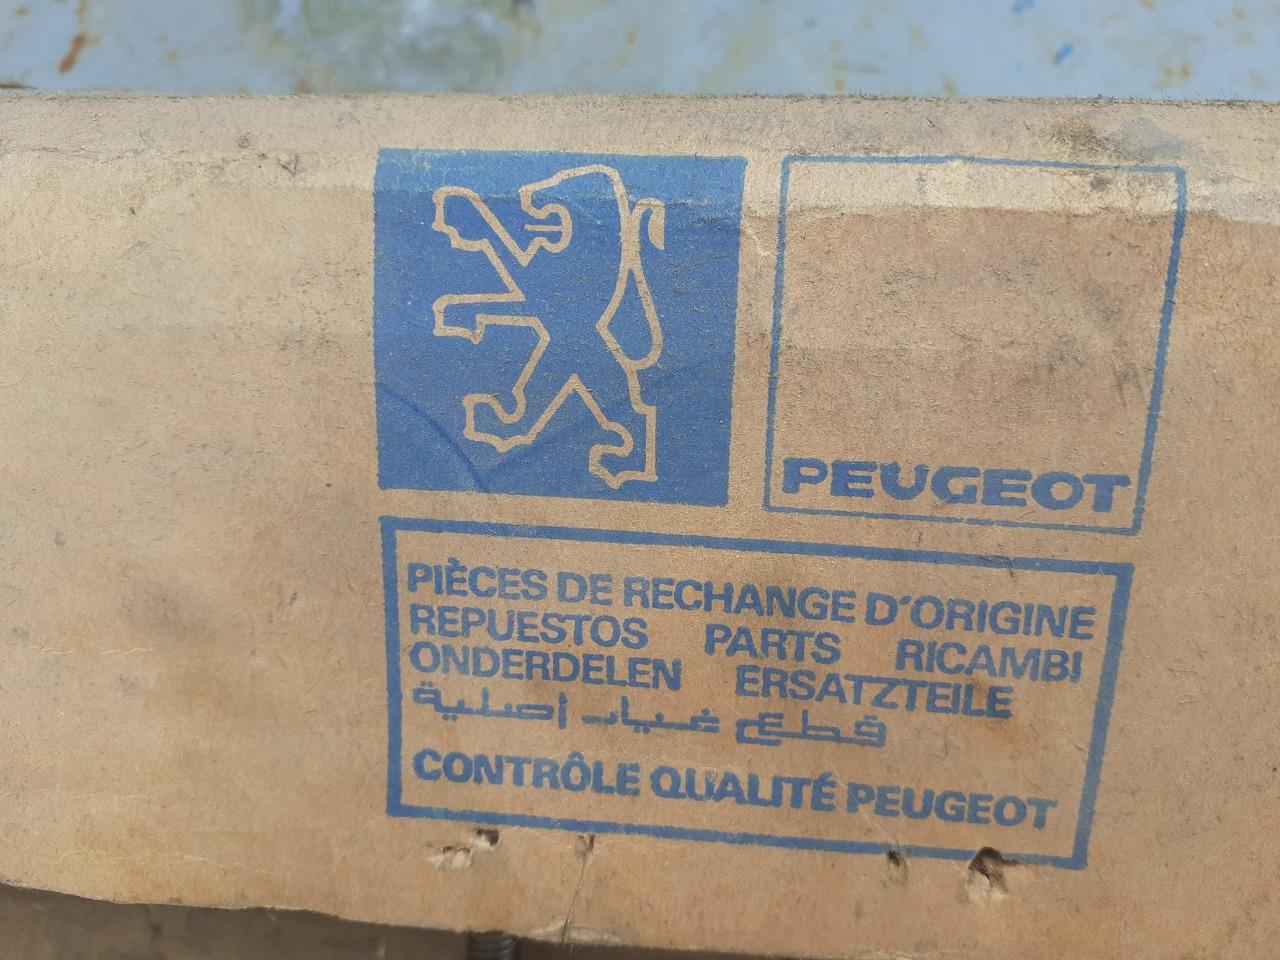 PEUGEOT
PIÈCES DE RECHANGE D'ORIGINE
REPUESTOS PARTS RICAMBI
ONDERDELEN ERSATZTEILE
قطع غيار أصلية
CONTRÔLE QUALITÉ PEUGEOT